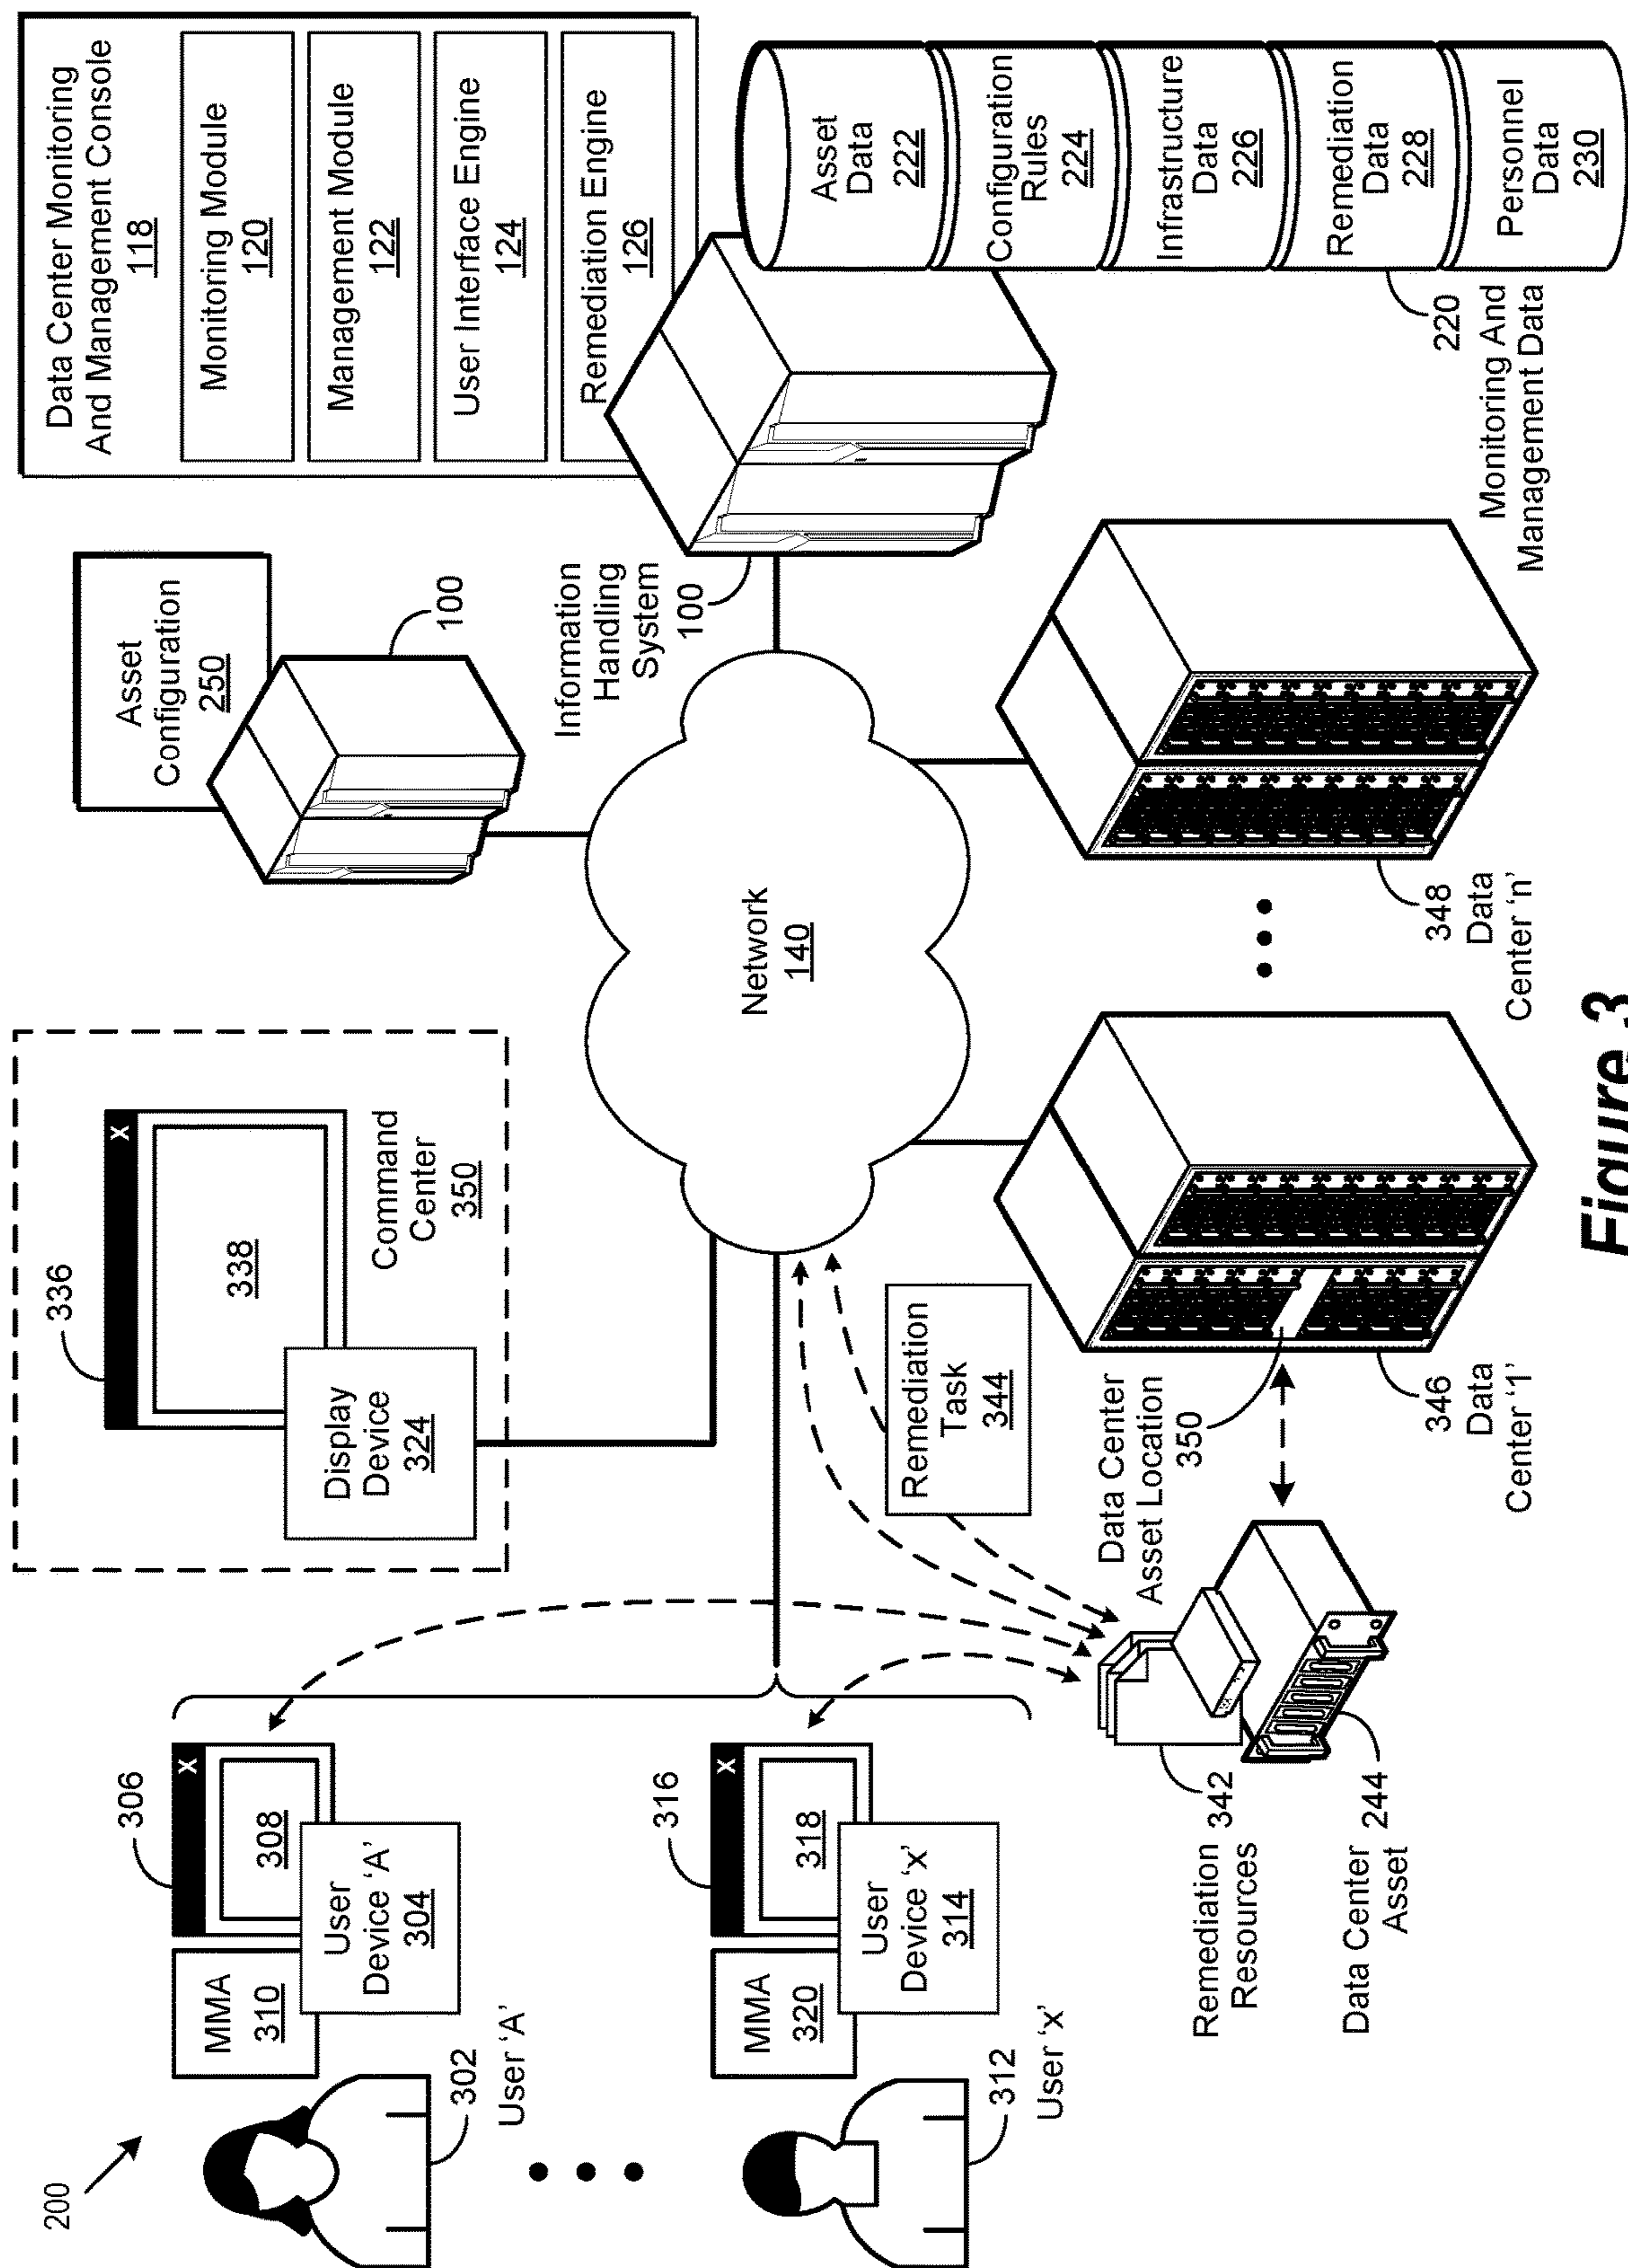 200
302
User 'A'
MMA
310
306
X
308
User
Device 'A'
304
312
User 'x'
MMA
320
316
X
318
User
Device 'x'
314
336
X
338
Display
Device
324
Command
Center
350
Asset
Configuration
250
100
Data Center Monitoring
And Management Console
118
Monitoring Module
120
Management Module
122
User Interface Engine
124
Remediation Engine
126
Information
Handling
System
100
Network
140
Asset
Data
222
Configuration
Rules
224
Infrastructure
Data
226
Remediation
Data
228
Personnel
Data
230
220
Monitoring And
Management Data
Remediation
Task
344
Data Center
Asset Location
350
Remediation 342
Resources
Data Center 244
Asset
346
Data
Center '1'
348
Data
Center 'n'
Figure 3